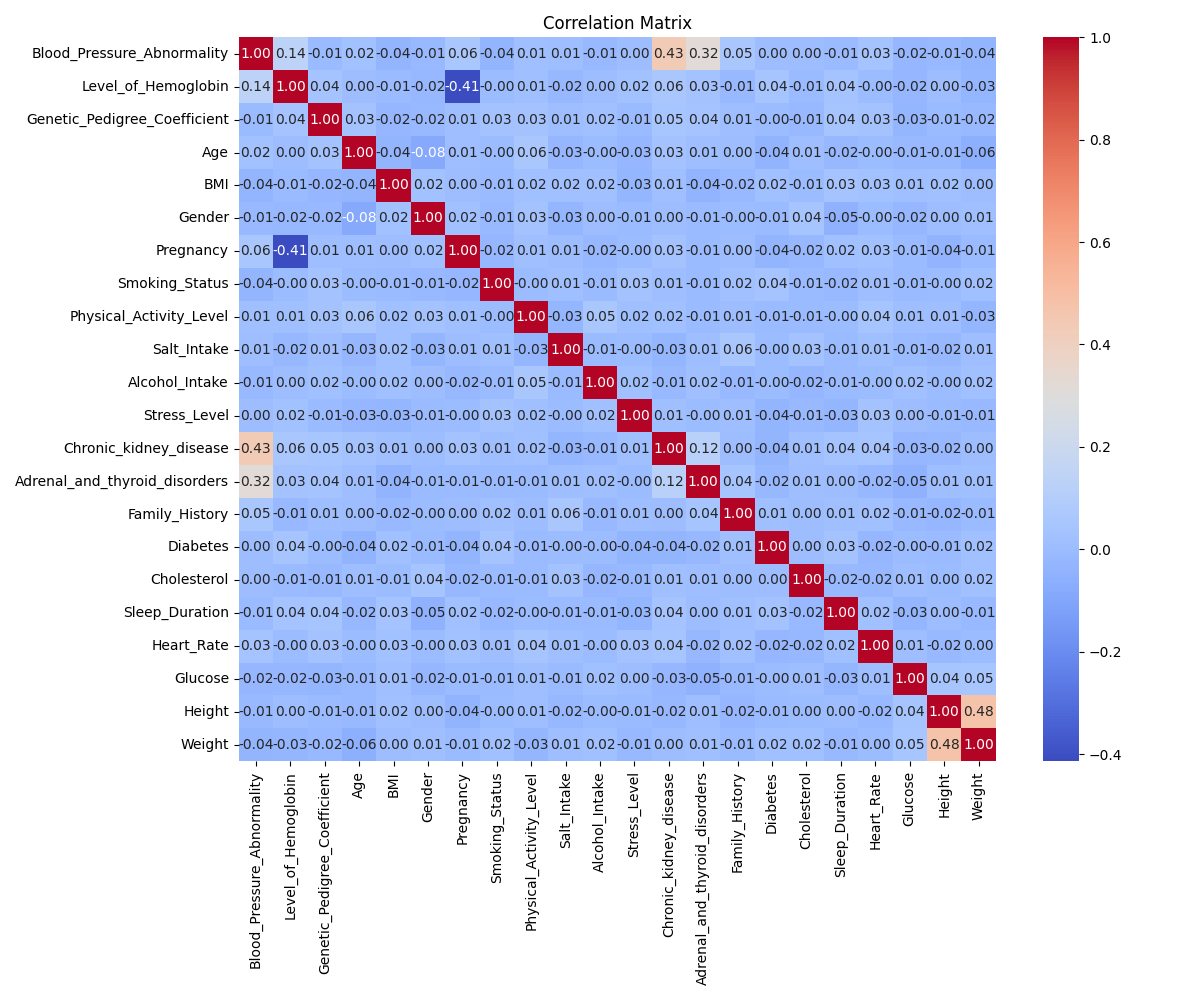 Correlation Matrix
Blood_Pressure_Abnormality 1.00 0.14 -0.01 0.02 -0.04 -0.01 0.06 -0.04 0.01 0.01 -0.01 0.00 0.43 0.32 0.05 0.00 0.00 -0.01 0.03 -0.02 -0.01 -0.04
Level_of_Hemoglobin 0.14 1.00 0.04 0.00 -0.01 -0.02 -0.41 -0.00 0.01 -0.02 0.00 0.02 0.06 0.03 -0.01 0.04 -0.01 0.04 -0.00 -0.02 0.00 -0.03
Genetic_Pedigree_Coefficient -0.01 0.04 1.00 0.03 -0.02 -0.02 0.01 0.03 0.03 0.01 0.02 -0.01 0.05 0.04 0.01 -0.00 -0.01 0.04 0.03 -0.03 -0.01 -0.02
Age 0.02 0.00 0.03 1.00 -0.04 -0.08 0.01 -0.00 0.06 -0.03 -0.00 -0.03 0.03 0.01 0.00 -0.04 0.01 -0.02 -0.00 -0.01 -0.01 -0.06
BMI -0.04 -0.01 -0.02 -0.04 1.00 0.02 0.00 -0.01 0.02 0.02 0.02 -0.03 0.01 -0.04 -0.02 0.02 -0.01 0.03 0.03 0.01 0.02 0.00
Gender -0.01 -0.02 -0.02 -0.08 0.02 1.00 0.02 -0.01 0.03 -0.03 0.00 -0.01 0.00 -0.01 -0.00 -0.01 0.04 -0.05 -0.00 -0.02 0.00 0.01
Pregnancy 0.06 -0.41 0.01 0.01 0.00 0.02 1.00 -0.02 0.01 0.01 -0.02 -0.00 0.03 -0.01 0.00 -0.04 -0.02 0.02 0.03 -0.01 -0.04 -0.01
Smoking_Status -0.04 -0.00 0.03 -0.00 -0.01 -0.01 -0.02 1.00 -0.00 0.01 -0.01 0.03 0.01 -0.01 0.02 0.04 -0.01 -0.02 0.01 -0.01 -0.00 0.02
Physical_Activity_Level 0.01 0.01 0.03 0.06 0.02 0.03 0.01 -0.00 1.00 -0.03 0.05 0.02 0.02 -0.01 0.01 -0.01 -0.01 -0.00 0.04 0.01 0.01 -0.03
Salt_Intake 0.01 -0.02 0.01 -0.03 0.02 -0.03 0.01 0.01 -0.03 1.00 -0.01 -0.00 -0.03 0.01 0.06 -0.00 0.03 -0.01 0.01 -0.01 -0.02 0.01
Alcohol_Intake -0.01 0.00 0.02 -0.00 0.02 0.00 -0.02 -0.01 0.05 -0.01 1.00 0.02 -0.01 0.02 -0.01 -0.00 -0.02 -0.01 -0.00 0.02 -0.00 0.02
Stress_Level 0.00 0.02 -0.01 -0.03 -0.03 -0.01 -0.00 0.03 0.02 -0.00 0.02 1.00 0.01 -0.00 0.01 -0.04 -0.01 -0.03 0.03 0.00 -0.01 -0.01
Chronic_kidney_disease 0.43 0.06 0.05 0.03 0.01 0.00 0.03 0.01 0.02 -0.03 -0.01 0.01 1.00 0.12 0.00 -0.04 0.01 0.04 0.04 -0.03 -0.02 0.00
Adrenal_and_thyroid_disorders 0.32 0.03 0.04 0.01 -0.04 -0.01 -0.01 -0.01 -0.01 0.01 0.02 -0.00 0.12 1.00 0.04 -0.02 0.01 0.00 -0.02 -0.05 0.01 0.01
Family_History 0.05 -0.01 0.01 0.00 -0.02 -0.00 0.00 0.02 0.01 0.06 -0.01 0.01 0.00 0.04 1.00 0.01 0.00 0.01 0.02 -0.01 -0.02 -0.01
Diabetes 0.00 0.04 -0.00 -0.04 0.02 -0.01 -0.04 0.04 -0.01 -0.00 -0.00 -0.04 -0.04 -0.02 0.01 1.00 0.00 0.03 -0.02 -0.00 -0.01 0.02
Cholesterol 0.00 -0.01 -0.01 0.01 -0.01 0.04 -0.02 -0.01 -0.01 0.03 -0.02 -0.01 0.01 0.01 0.00 0.00 1.00 -0.02 -0.02 0.01 0.00 0.02
Sleep_Duration -0.01 0.04 0.04 -0.02 0.03 -0.05 0.02 -0.02 -0.00 -0.01 -0.01 -0.03 0.04 0.00 0.01 0.03 -0.02 1.00 0.02 -0.03 0.00 -0.01
Heart_Rate 0.03 -0.00 0.03 -0.00 0.03 -0.00 0.03 0.01 0.04 0.01 -0.00 0.03 0.04 -0.02 0.02 -0.02 -0.02 0.02 1.00 0.01 -0.02 0.00
Glucose -0.02 -0.02 -0.03 -0.01 0.01 -0.02 -0.01 -0.01 0.01 -0.01 0.02 0.00 -0.03 -0.05 -0.01 -0.00 0.01 -0.03 0.01 1.00 0.04 0.05
Height -0.01 0.00 -0.01 -0.01 0.02 0.00 -0.04 -0.00 0.01 -0.02 -0.00 -0.01 -0.02 0.01 -0.02 -0.01 0.00 0.00 -0.02 0.04 1.00 0.48
Weight -0.04 -0.03 -0.02 -0.06 0.00 0.01 -0.01 0.02 -0.03 0.01 0.02 -0.01 0.00 0.01 -0.01 0.02 0.02 -0.01 0.00 0.05 0.48 1.00
Blood_Pressure_Abnormality
Level_of_Hemoglobin
Genetic_Pedigree_Coefficient
Age
BMI
Gender
Pregnancy
Smoking_Status
Physical_Activity_Level
Salt_Intake
Alcohol_Intake
Stress_Level
Chronic_kidney_disease
Adrenal_and_thyroid_disorders
Family_History
Diabetes
Cholesterol
Sleep_Duration
Heart_Rate
Glucose
Height
Weight
1.0
0.8
0.6
0.4
0.2
0.0
−0.2
−0.4